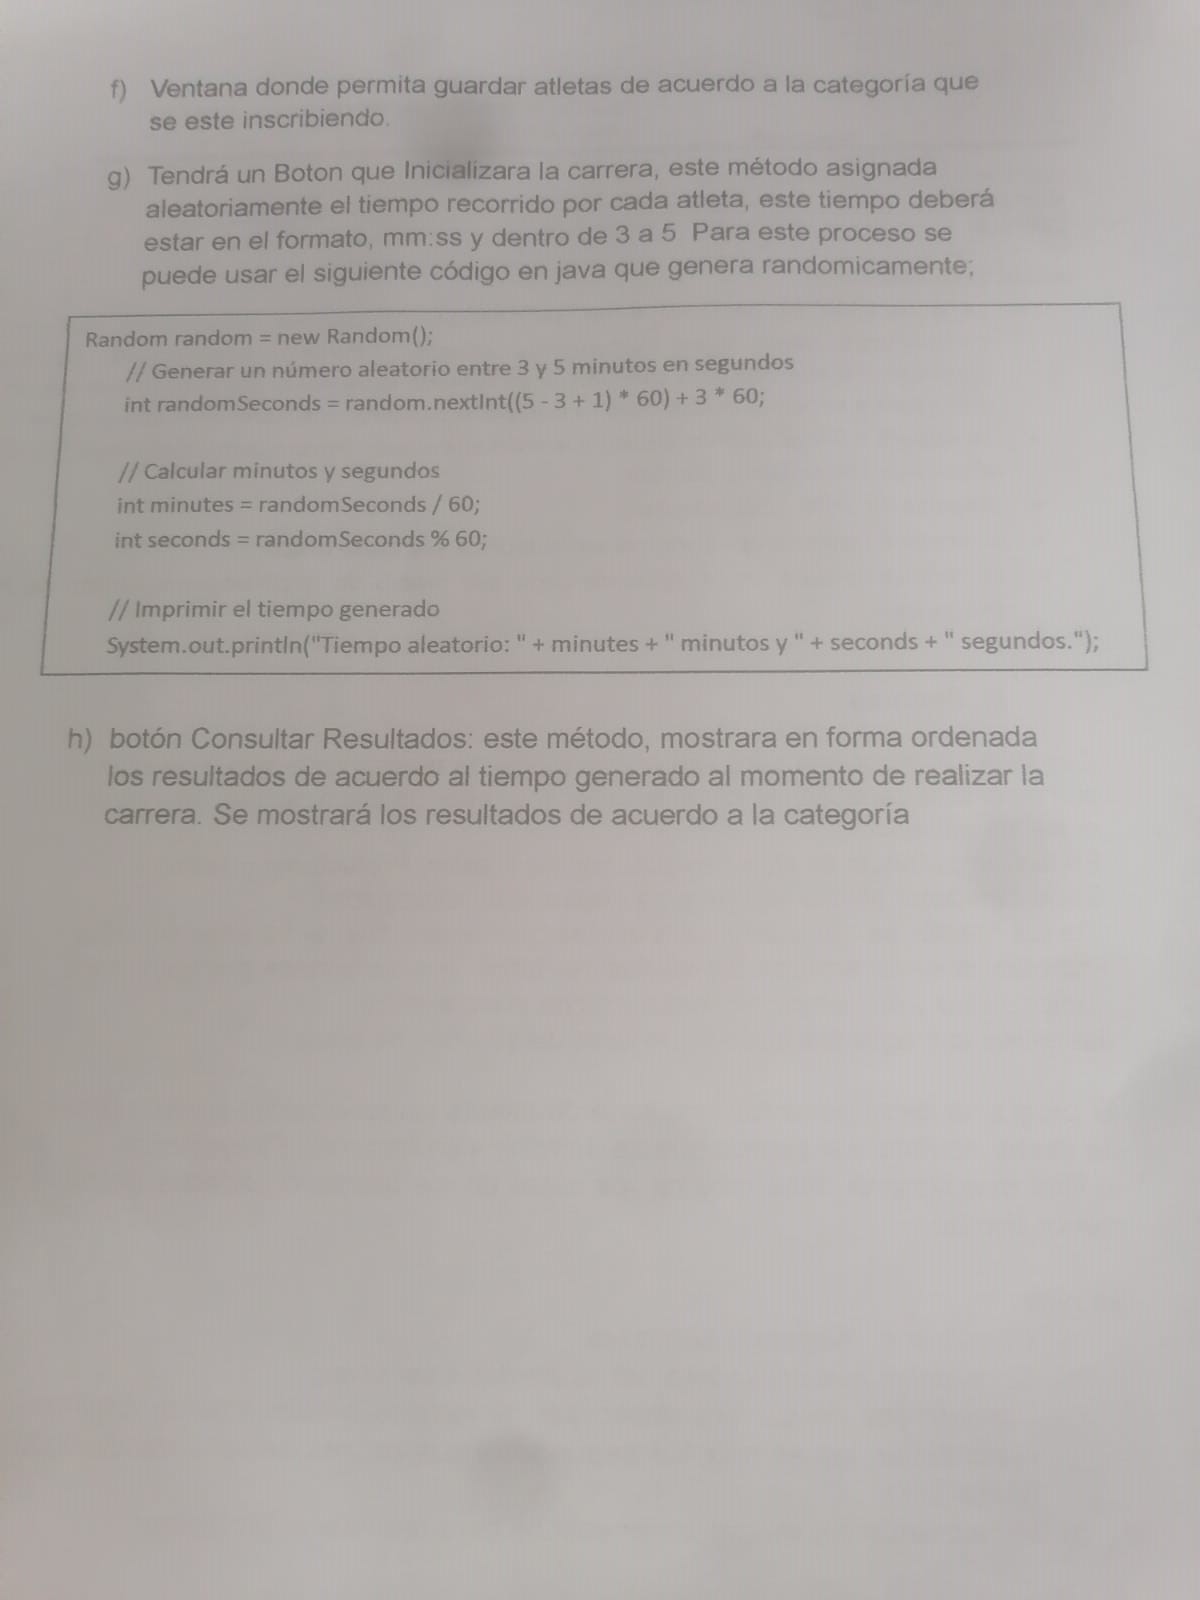 f) Ventana donde permita guardar atletas de acuerdo a la categoría que
se este inscribiendo.
g) Tendrá un Boton que Inicializara la carrera, este método asignada
aleatoriamente el tiempo recorrido por cada atleta, este tiempo deberá
estar en el formato, mm:ss y dentro de 3 a 5 Para este proceso se
puede usar el siguiente código en java que genera randomicamente;
Random random = new Random();
// Generar un número aleatorio entre 3 y 5 minutos en segundos
int randomSeconds = random.nextInt((5 - 3 + 1) * 60) + 3 * 60;
// Calcular minutos y segundos
int minutes = randomSeconds / 60;
int seconds = randomSeconds % 60;
// Imprimir el tiempo generado
System.out.println("Tiempo aleatorio: " + minutes + " minutos y " + seconds + " segundos.");
h) botón Consultar Resultados: este método, mostrara en forma ordenada
los resultados de acuerdo al tiempo generado al momento de realizar la
carrera. Se mostrará los resultados de acuerdo a la categoría